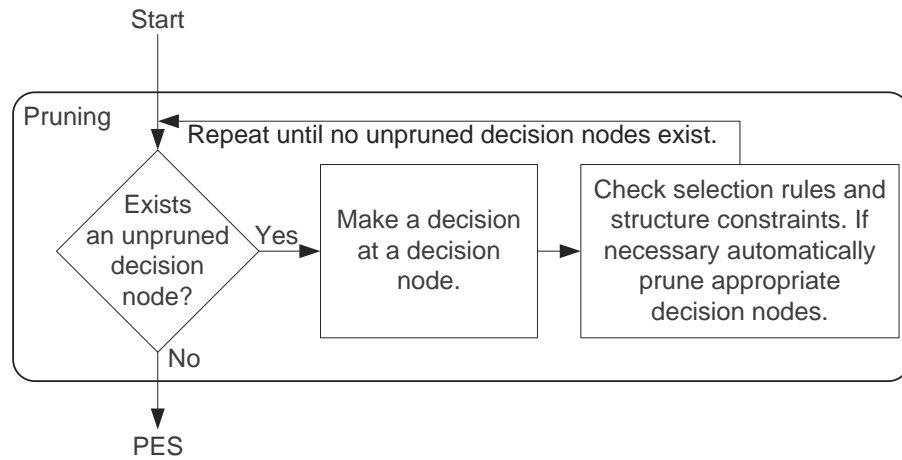 Start
Pruning
Repeat until no unpruned decision nodes exist.
Exists
an unpruned
decision
node?
Yes
Make a decision
at a decision
node.
Check selection rules and
structure constraints. If
necessary automatically
prune appropriate
decision nodes.
No
PES